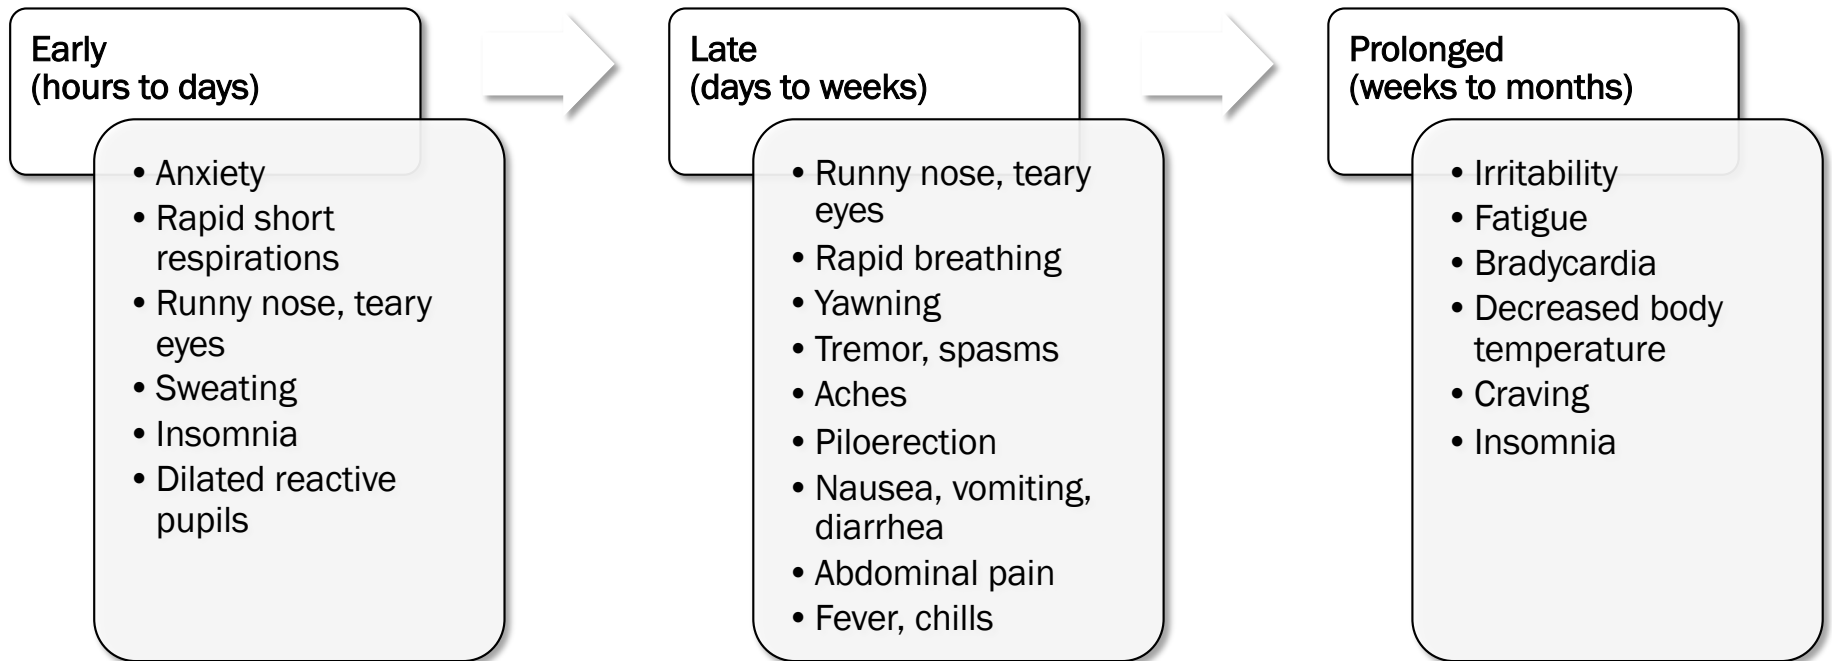 Early
(hours to days)
• Anxiety
• Rapid short
respirations
• Runny nose, teary
eyes
• Sweating
• Insomnia
• Dilated reactive
pupils
Late
(days to weeks)
• Runny nose, teary
eyes
• Rapid breathing
• Yawning
• Tremor, spasms
• Aches
• Piloerection
• Nausea, vomiting,
diarrhea
• Abdominal pain
• Fever, chills
Prolonged
(weeks to months)
• Irritability
• Fatigue
• Bradycardia
• Decreased body
temperature
• Craving
• Insomnia